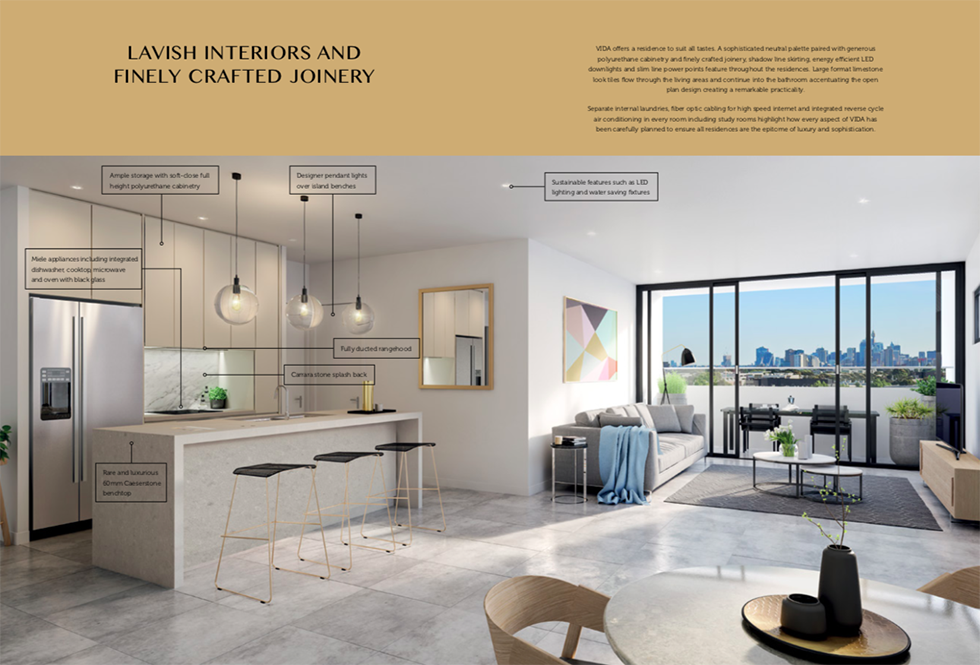 LAVISH INTERIORS AND
FINELY CRAFTED JOINERY
VIDA offers a residence to suit all tastes. A sophisticated neutral palette paired with generous
polyurethane cabinetry and finely crafted joinery, shadow line skirting, energy efficient LED
downlights and slim line power points feature throughout the residences. Large format limestone
look tiles flow through the living areas and continue into the bathroom accentuating the open
plan design creating a remarkable practicality.
Separate internal laundries, fiber optic cabling for high speed internet and integrated reverse cycle
air conditioning in every room including study rooms highlight how every aspect of VIDA has
been carefully planned to ensure all residences are the epitome of luxury and sophistication.
Ample storage with soft-close full
height polyurethane cabinetry
Designer pendant lights
over island benches
Sustainable features such as LED
lighting and water saving fixtures
Miele appliances including integrated
dishwasher, cooktop, microwave
and oven with black glass
Fully ducted rangehood
Carrara stone splash back
Rare and luxurious
60mm Caeserstone
benchtop